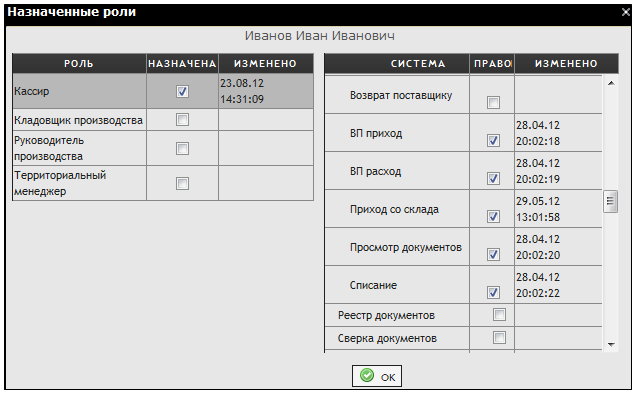 Назначенные роли
Иванов Иван Иванович
РОЛЬ НАЗНАЧЕНА ИЗМЕНЕНО
Кассир 23.08.12
14:31:09
Кладовщик производства
Руководитель
производства
Территориальный
менеджер
СИСТЕМА ПРАВО ИЗМЕНЕНО
Возврат поставщику
ВП приход 28.04.12
20:02:18
ВП расход 28.04.12
20:02:19
Приход со склада 29.05.12
13:01:58
Просмотр документов 28.04.12
20:02:20
Списание 28.04.12
20:02:22
Реестр документов
Сверка документов
ОК